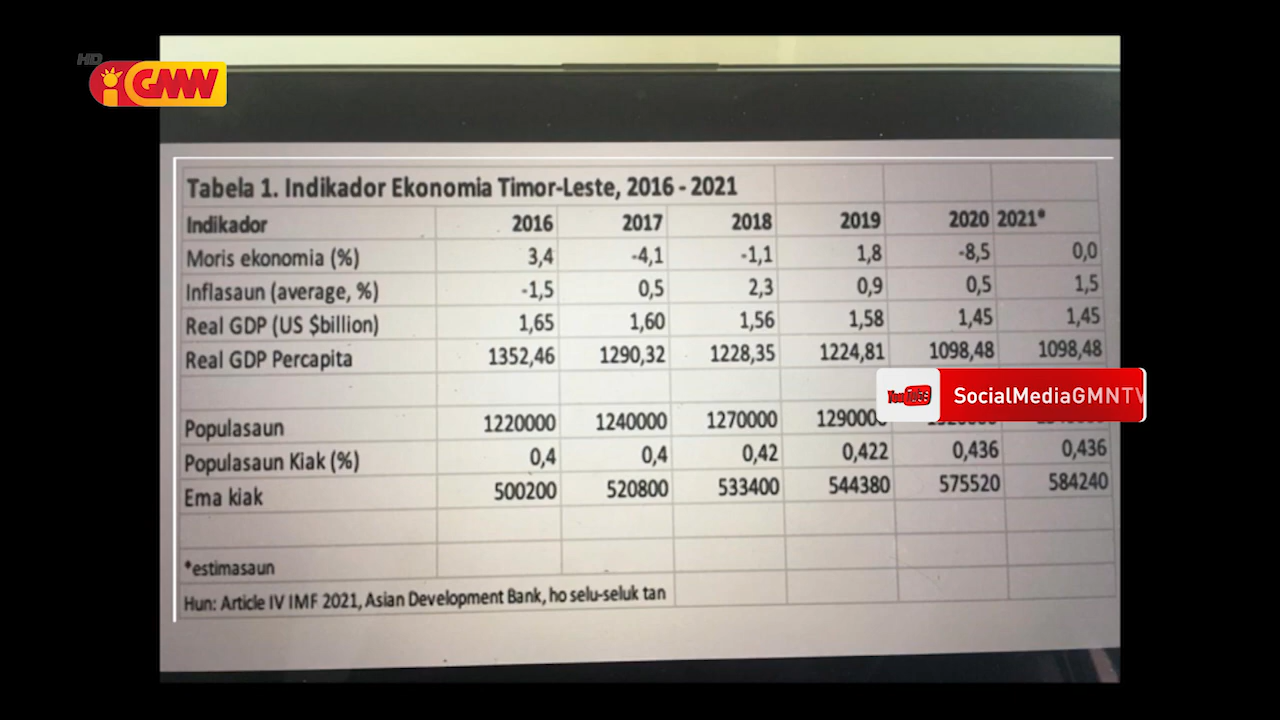 HD
GMN
Tabela 1. Indikador Ekonomia Timor-Leste, 2016 - 2021
Indikador 2016 2017 2018 2019 2020 2021*
Moris ekonomia (%) 3,4 -4,1 -1,1 1,8 -8,5 0,0
Inflasaun (average, %) -1,5 0,5 2,3 0,9 0,5 1,5
Real GDP (US $billion) 1,65 1,60 1,56 1,58 1,45 1,45
Real GDP Percapita 1352,46 1290,32 1228,35 1224,81 1098,48 1098,48
YouTube SocialMediaGMNTV
Populasaun 1220000 1240000 1270000 1290000
Populasaun Kiak (%) 0,4 0,4 0,42 0,422 0,436 0,436
Ema kiak 500200 520800 533400 544380 575520 584240
*estimasaun
Hun: Article IV IMF 2021, Asian Development Bank, ho selu-seluk tan